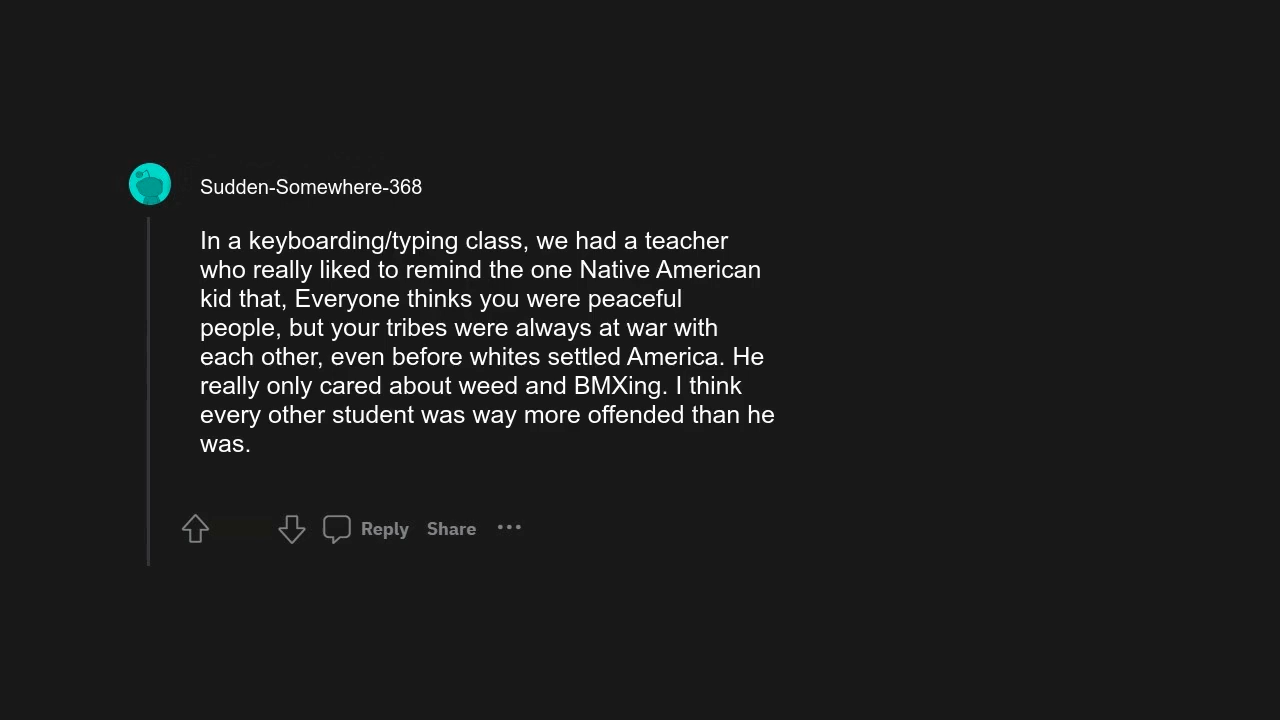 Sudden-Somewhere-368
In a keyboarding/typing class, we had a teacher
who really liked to remind the one Native American
kid that, Everyone thinks you were peaceful
people, but your tribes were always at war with
each other, even before whites settled America. He
really only cared about weed and BMXing. I think
every other student was way more offended than he
was.
Reply Share